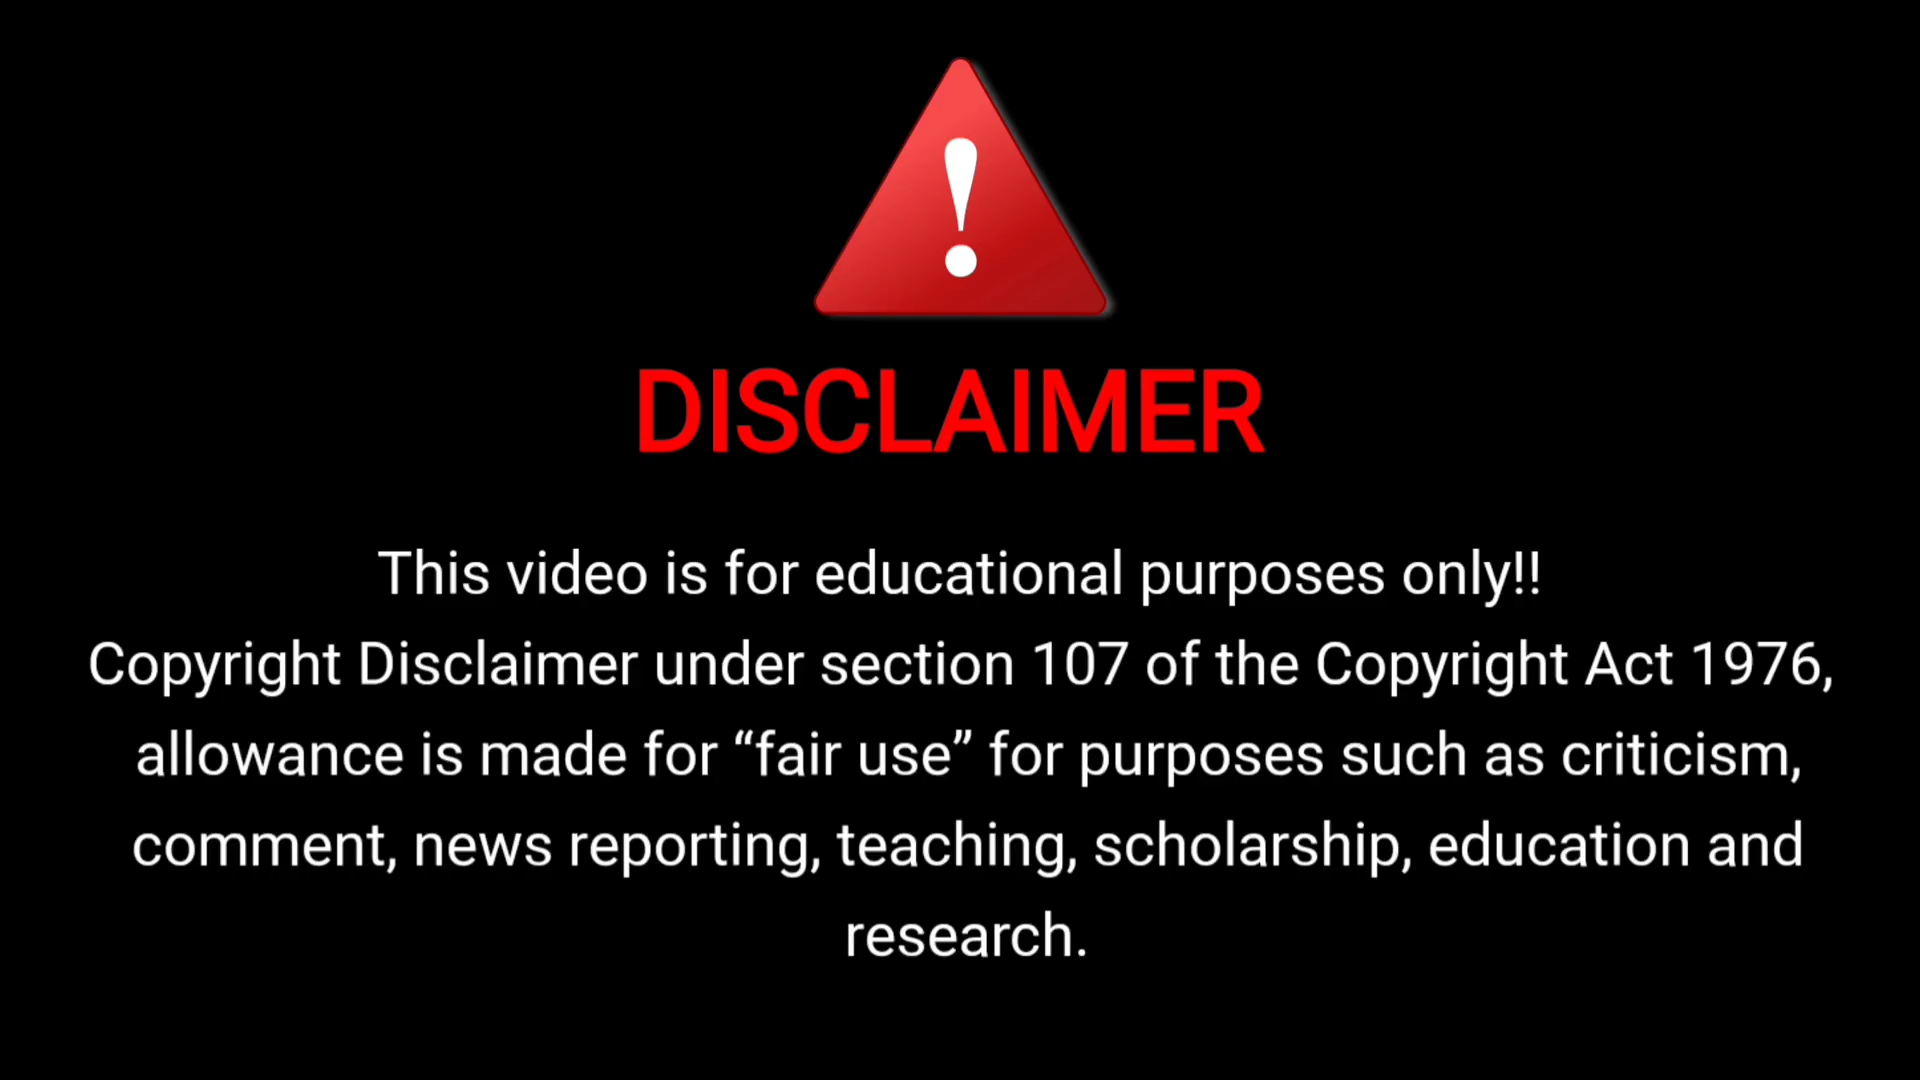 !
DISCLAIMER
This video is for educational purposes only!!
Copyright Disclaimer under section 107 of the Copyright Act 1976,
allowance is made for “fair use” for purposes such as criticism,
comment, news reporting, teaching, scholarship, education and
research.